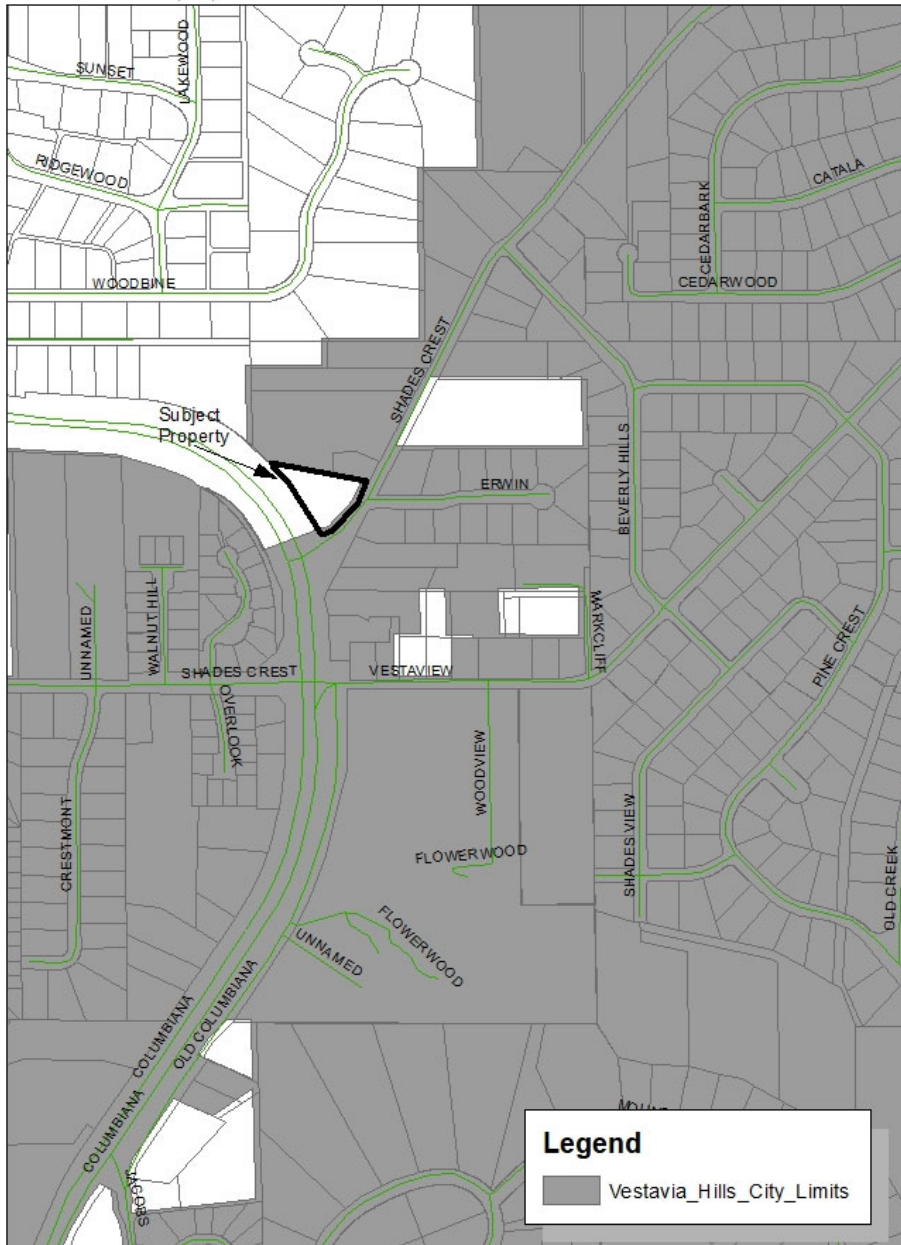 SUNSET
LAKEWOOD
RIDGEWOOD
WOODBINE
CEDARBARK
CATALA
CEDARWOOD
SHADES CREST
Subject
Property
ERWIN
BEVERLY HILLS
UNNAMED
WALNUT HILL
MARKCLIFF
SHADES CREST
VESTAVIEW
OVERLOOK
PINE CREST
WOODVIEW
CRESTMONT
FLOWERWOOD
SHADES VIEW
OLD CREEK
FLOWERWOOD
UNNAMED
COLUMBIANA
OLD COLUMBIANA
COLUMBIANA
JACOBS
Legend
Vestavia_Hills_City_Limits